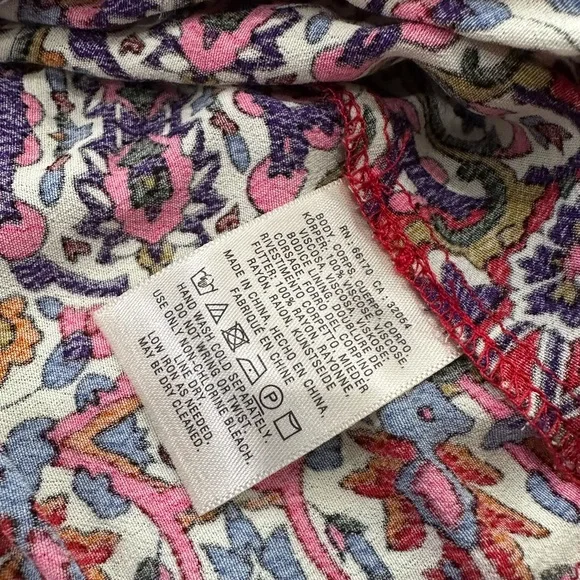 RN : 66170 CA : 32094
BODY, CORPS, CUERPO, CORPO,
KÖRPER: 100% VISCOSE, VISCOSE,
VISCOSA, VISCOSA, VISKOSE;
BODICE LINING, DOUBLURE DE
CORSAGE, FORRO DEL CORPIÑO,
RIVESTIMENTO CORPETTO MIEDER
FUTTER: 100% RAYON, RAYONNE,
RAYÓN, RAION, KUNSTSEIDE
MADE IN CHINA, HECHO EN CHINA,
FABRIQUÉ EN CHINE
P
HAND WASH COLD SEPARATELY.
DO NOT WRING OR TWIST.
USE ONLY NON-CHLORINE BLEACH.
LINE DRY.
LOW IRON AS NEEDED.
MAY BE DRY CLEANED.